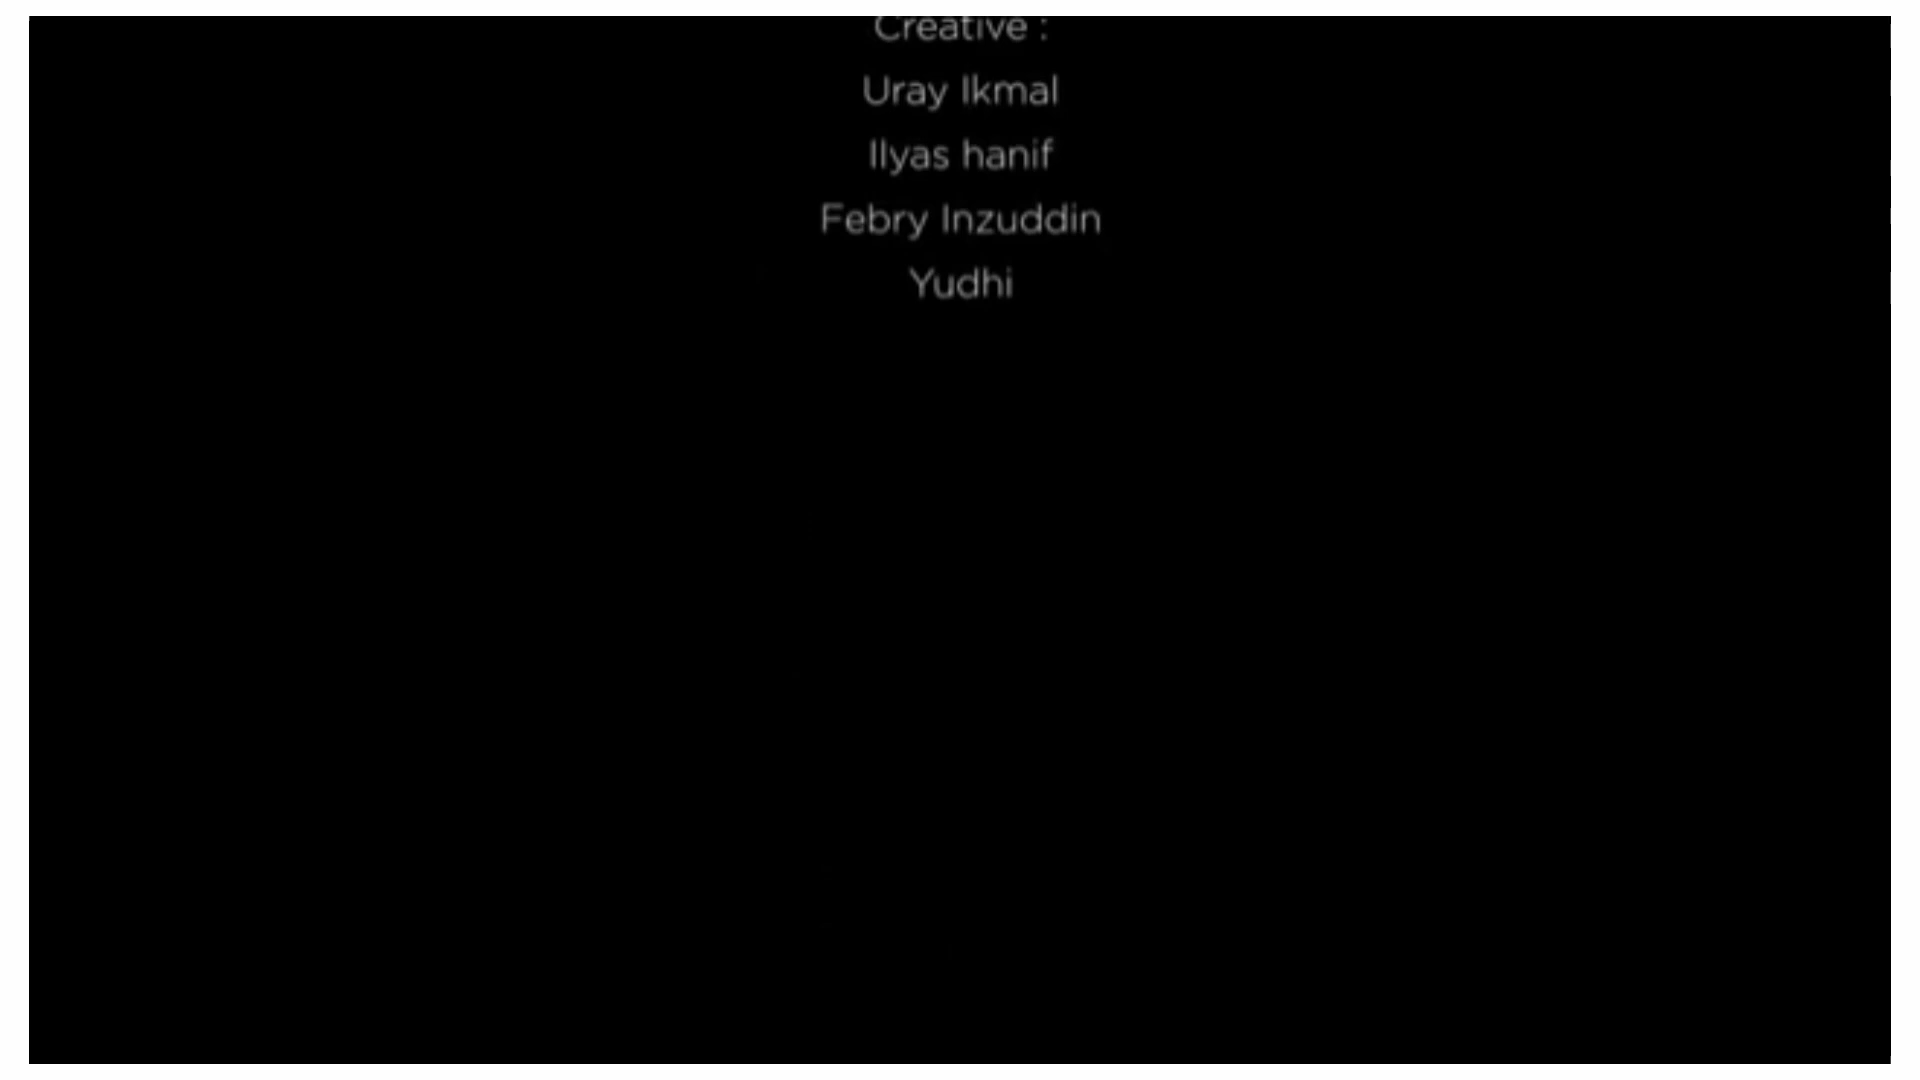 Creative :
Uray Ikmal
Ilyas hanif
Febry Inzuddin
Yudhi